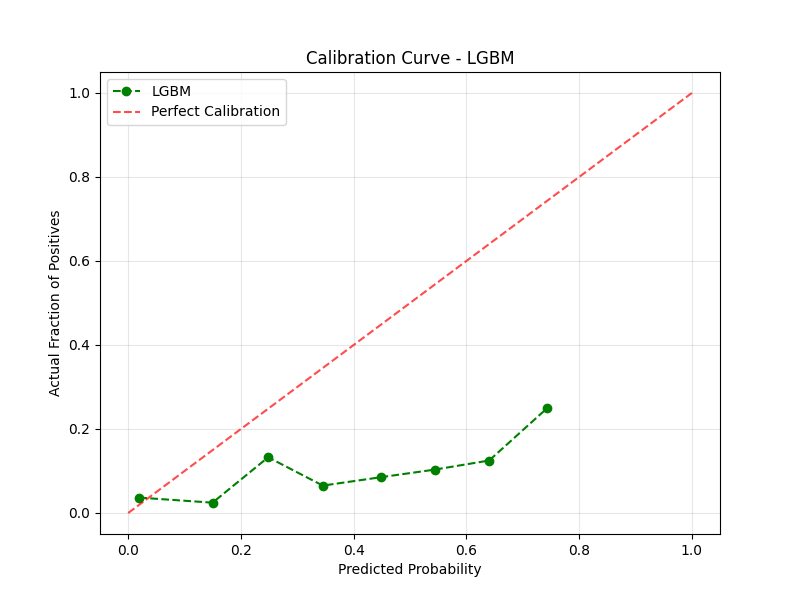 Calibration Curve - LGBM
LGBM
Perfect Calibration
1.0
0.8
0.6
0.4
0.2
0.0
Actual Fraction of Positives
0.0 0.2 0.4 0.6 0.8 1.0
Predicted Probability